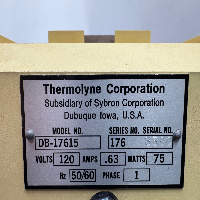 Thermolyne Corporation
Subsidiary of Sybron Corporation
Dubuque Iowa, U.S.A.
MODEL NO. SERIES NO. SERIAL NO.
DB-17615 176
VOLTS 120 AMPS .63 WATTS 75
Hz 50/60 PHASE 1